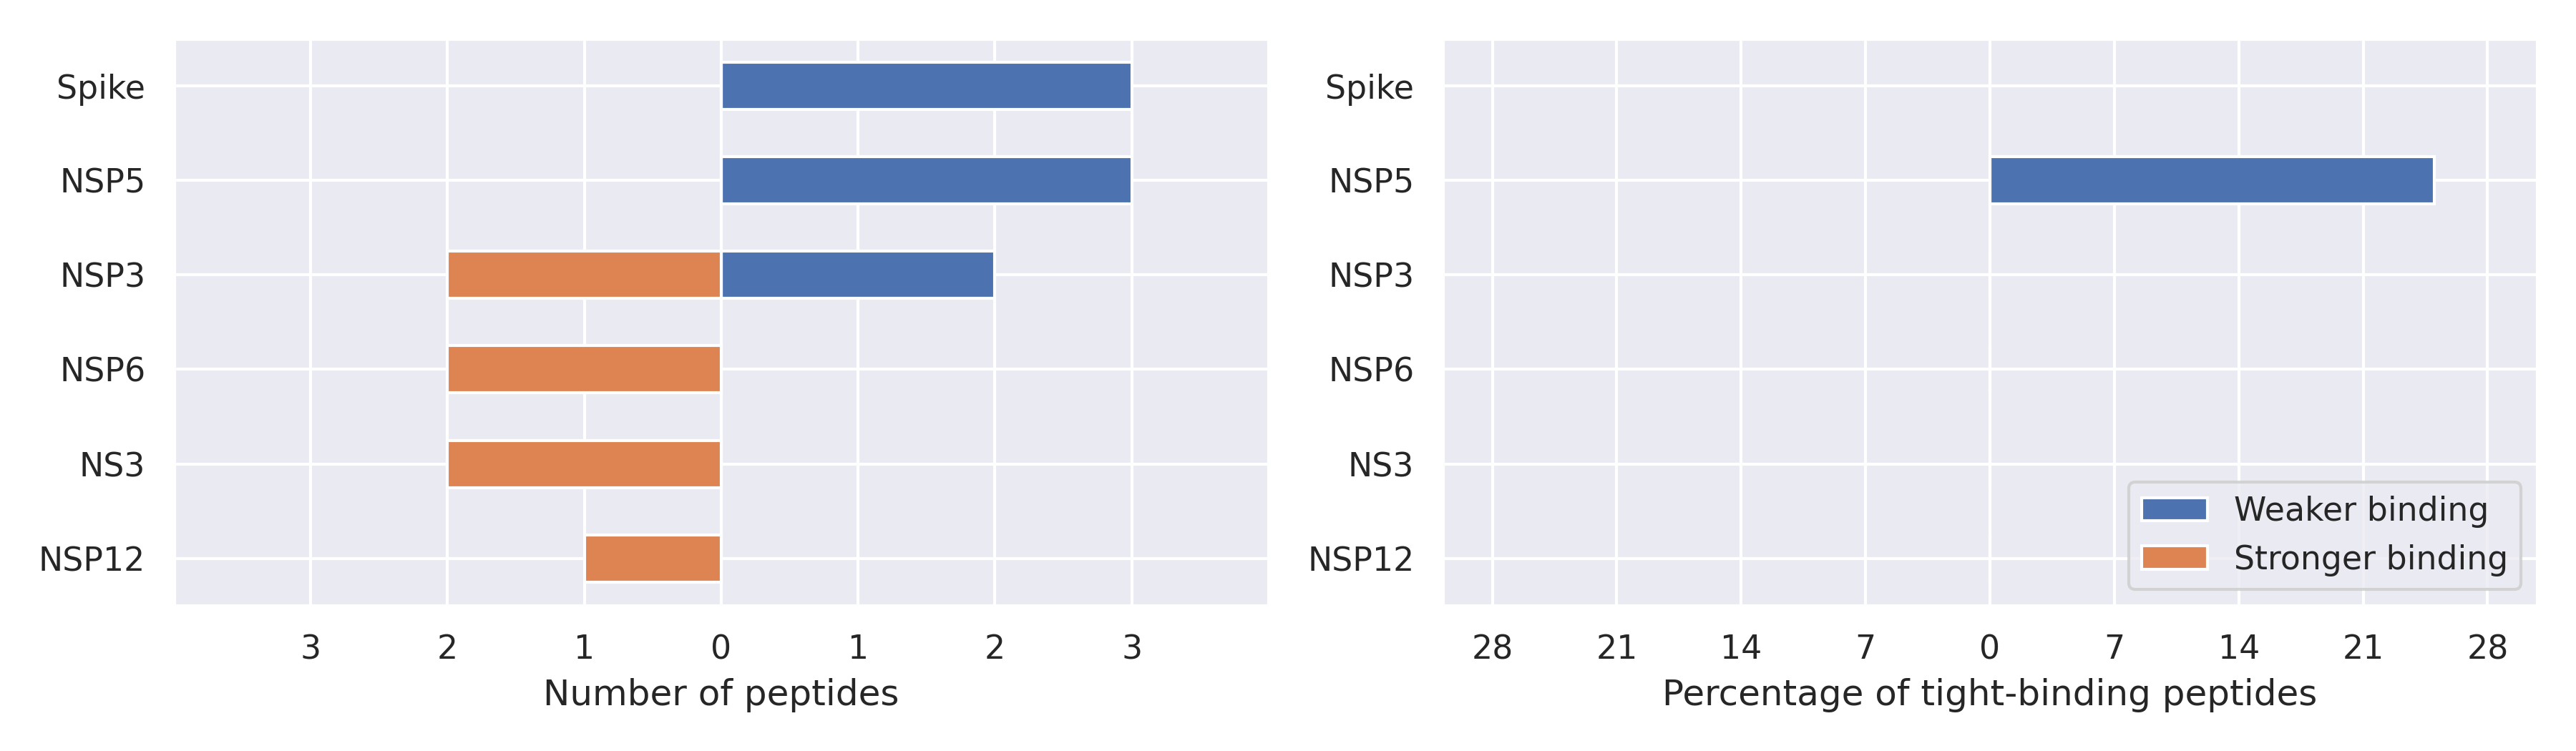 Spike
NSP5
NSP3
NSP6
NS3
NSP12
3 2 1 0 1 2 3
Number of peptides
Spike
NSP5
NSP3
NSP6
NS3
NSP12
Weaker binding
Stronger binding
28 21 14 7 0 7 14 21 28
Percentage of tight-binding peptides